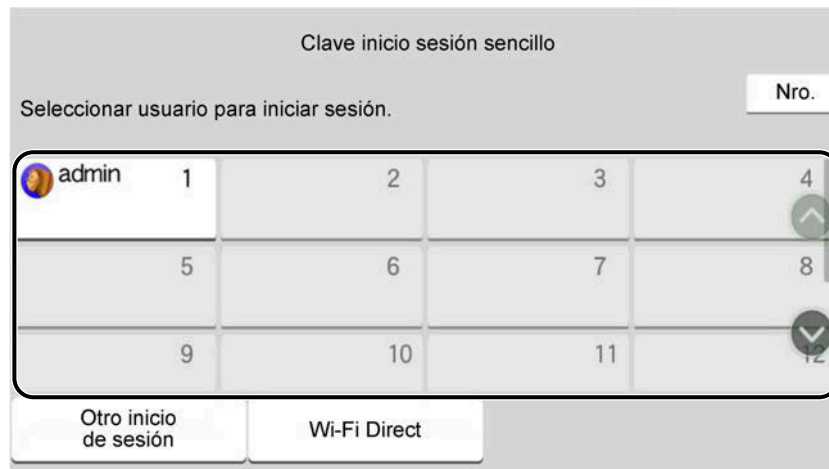 Clave inicio sesión sencillo
Nro.
Seleccionar usuario para iniciar sesión.
admin 1 2 3 4
5 6 7 8
9 10 11 12
Otro inicio
de sesión
Wi-Fi Direct